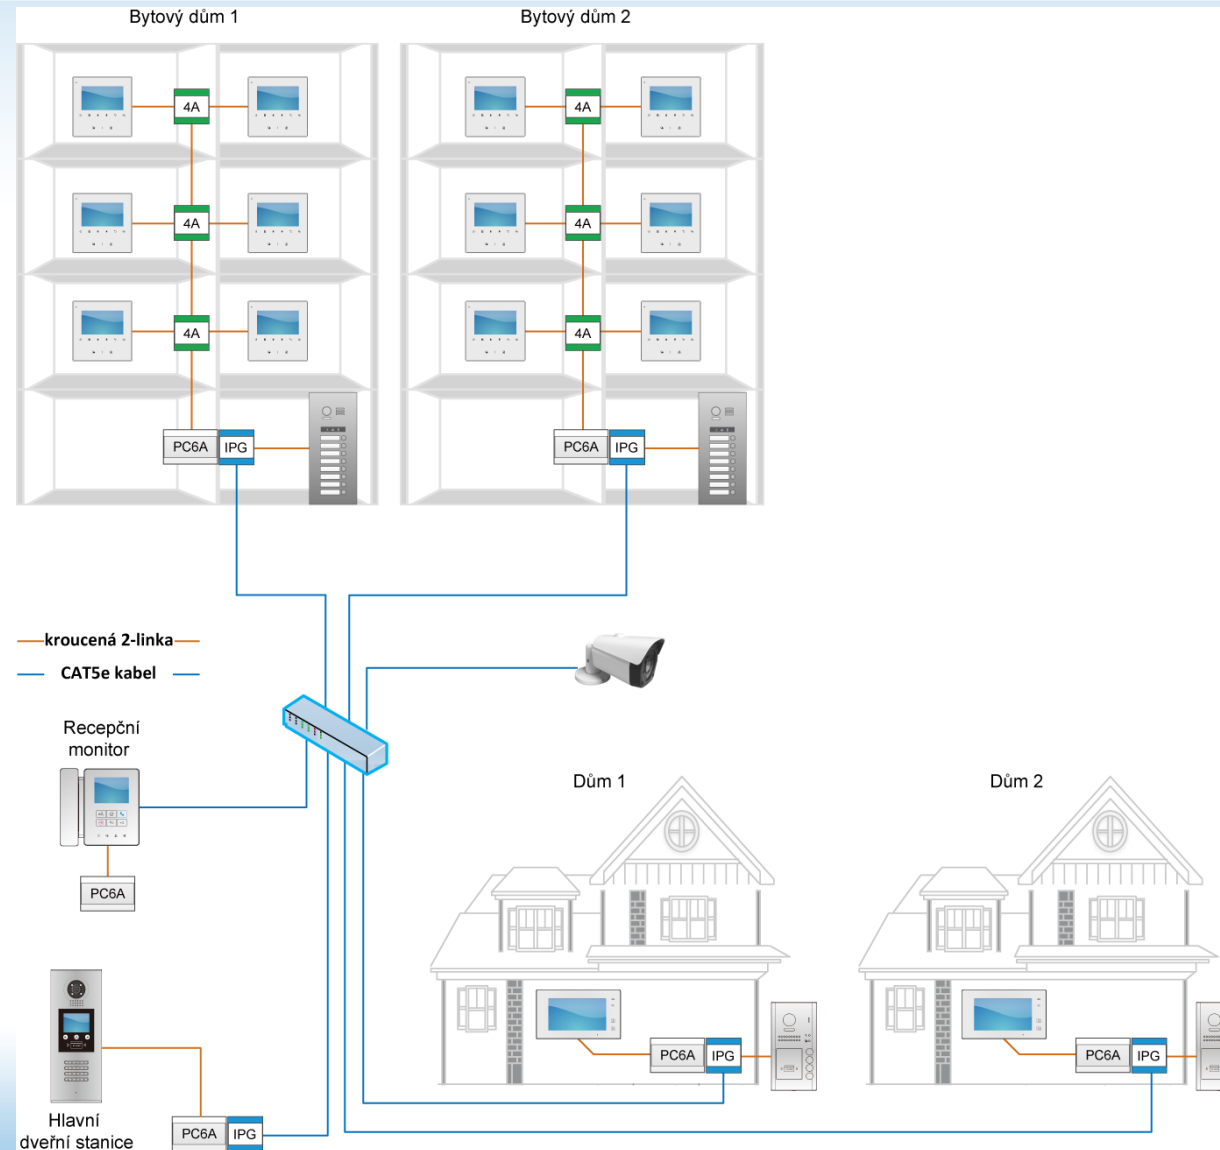 Bytový dům 1
Bytový dům 2
4A
4A
4A
4A
4A
4A
PC6A IPG
PC6A IPG
kroucená 2-linka
CAT5e kabel
Recepční
monitor
PC6A
Dům 1
Dům 2
PC6A IPG
PC6A IPG
Hlavní
dveřní stanice
PC6A IPG